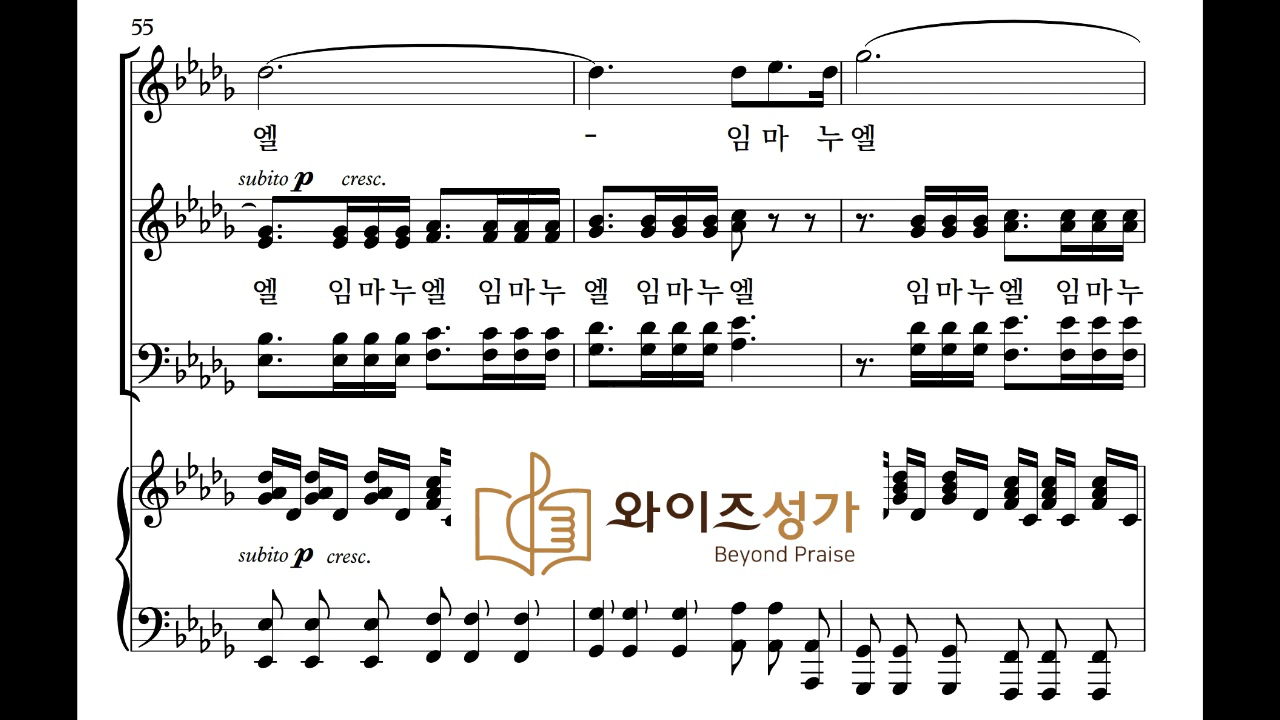 55
엘 - 임 마 누 엘
subito p cresc.
엘 임 마 누 엘 임 마 누 엘 임 마 누 엘 임 마 누 엘 임 마 누
와이즈성가
Beyond Praise
subito p cresc.